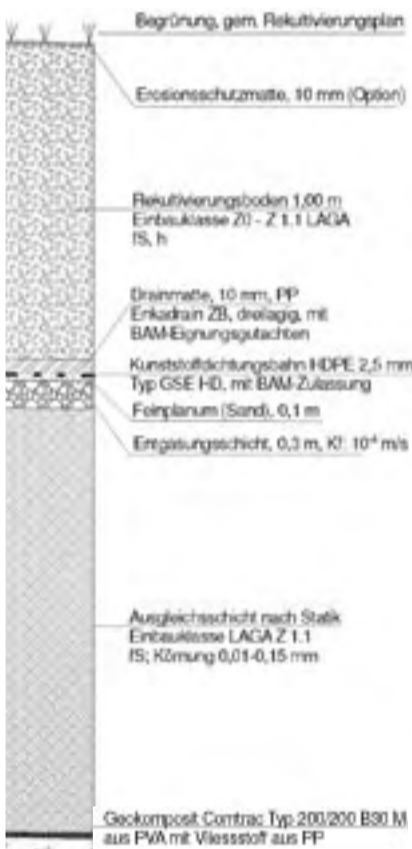 Begrünung, gem. Rekultivierungsplan
Erosionsschutzmatte, 10 mm (Option)
Rekultivierungsboden 1,00 m
Einbauklasse Z0 - Z 1.1 LAGA
fS, h
Drainmatte, 10 mm, PP
Enkadrain ZB, dreilagig, mit
BAM-Eignungsgutachten
Kunststoffdichtungsbahn HDPE 2,5 mm
Typ GSE HD, mit BAM-Zulassung
Feinplanum (Sand), 0,1 m
Entgasungsschicht, 0,3 m, Kf: 10⁻⁴ m/s
Ausgleichsschicht nach Statik
Einbauklasse LAGA Z 1.1
fS; Körnung 0,01-0,15 mm
Geokomposit Comtrac Typ 200/200 B30 M
aus PVA mit Vliesstoff aus PP